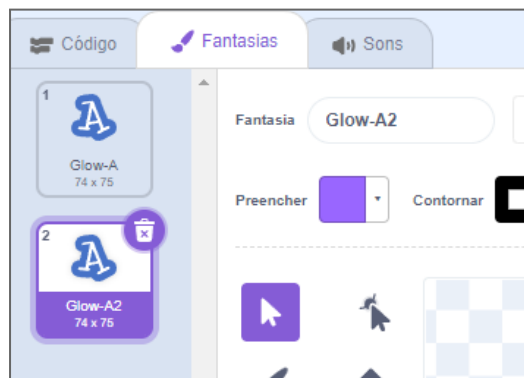 Código
Fantasias
Sons
1
A
Glow-A
74 x 75
2
A
Glow-A2
74 x 75
Fantasia
Glow-A2
Preencher
Contornar